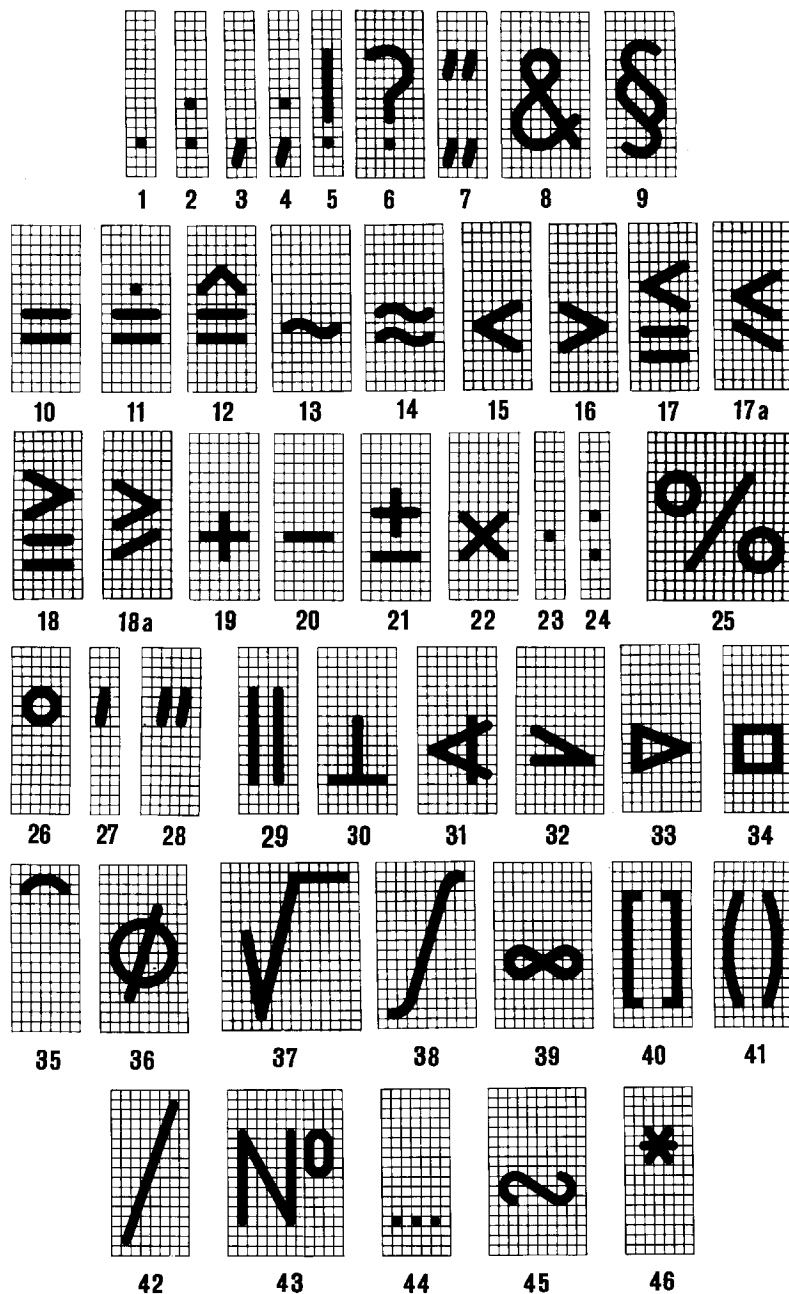 . : , ; ! ? " " & §
1 2 3 4 5 6 7 8 9
= ≐ ≙ ~ ≈ < > ≦ ⩽
10 11 12 13 14 15 16 17 17a
≧ ⩾ + − ± × · : %
18 18a 19 20 21 22 23 24 25
° ′ ″ ∥ ⊥ ∢ ⦣ ▷ □
26 27 28 29 30 31 32 33 34
⌒ ∅ √ ∫ ∞ [ ] ( )
35 36 37 38 39 40 41
/ Nº ... ∾ *
42 43 44 45 46